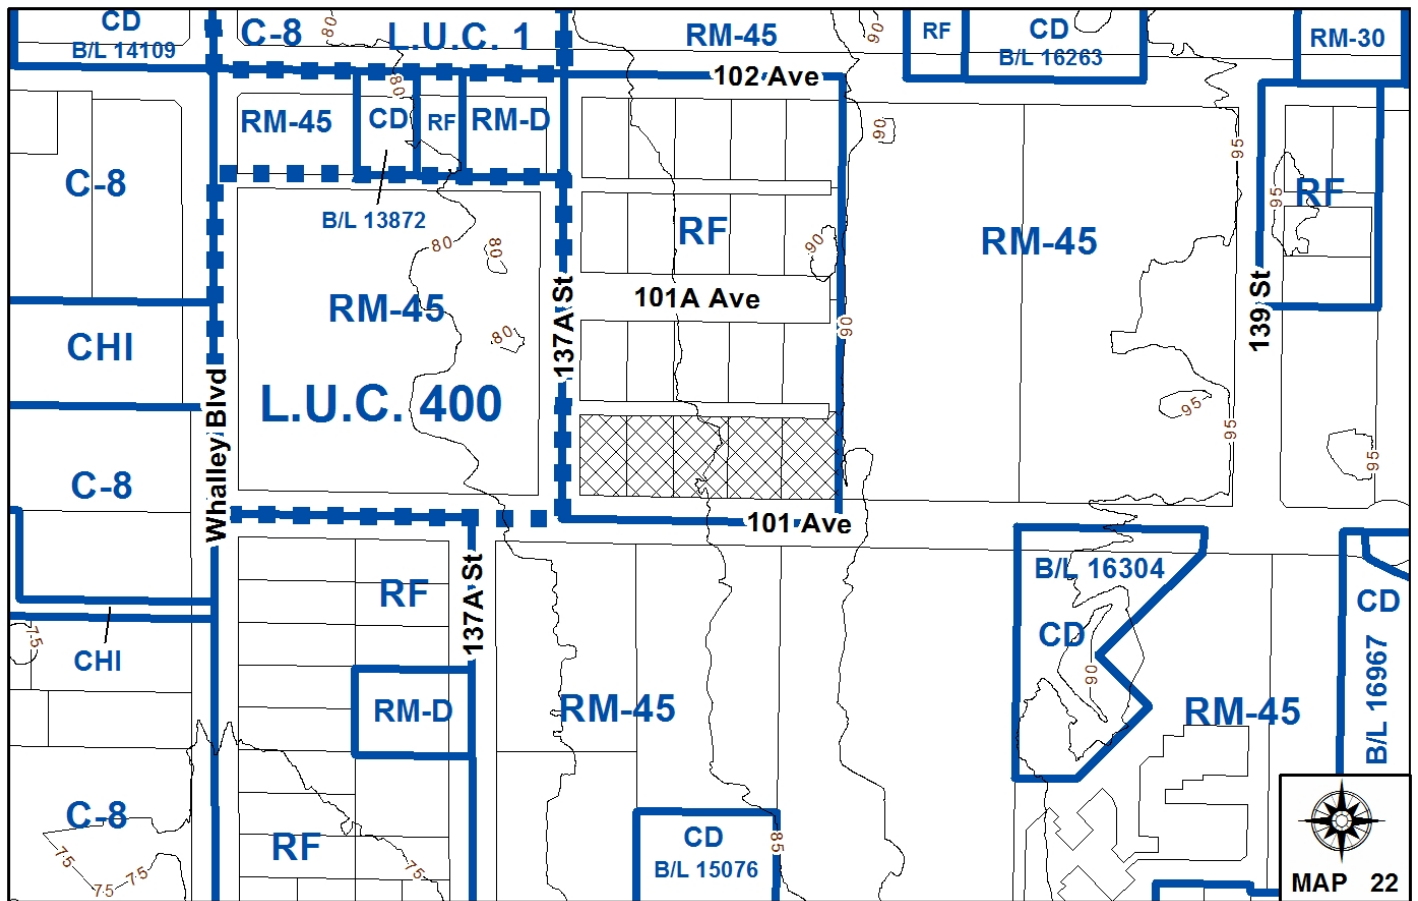 CD
B/L 14109
C-8
80
L.U.C. 1
RM-45
90
RF
CD
B/L 16263
RM-30
102 Ave
80
RM-45
CD
RF
RM-D
90
95
C-8
B/L 13872
RF
95
RF
80
80
90
RM-45
RM-45
101A Ave
137A St
139 St
90
80
CHI
Whalley Blvd
L.U.C. 400
95
95
95
C-8
101 Ave
B/L 16304
RF
137A St
CD
CD
75
CHI
90
B/L 16967
RM-D
RM-45
RM-45
C-8
RF
CD
B/L 15076
85
75
75
75
75
MAP 22